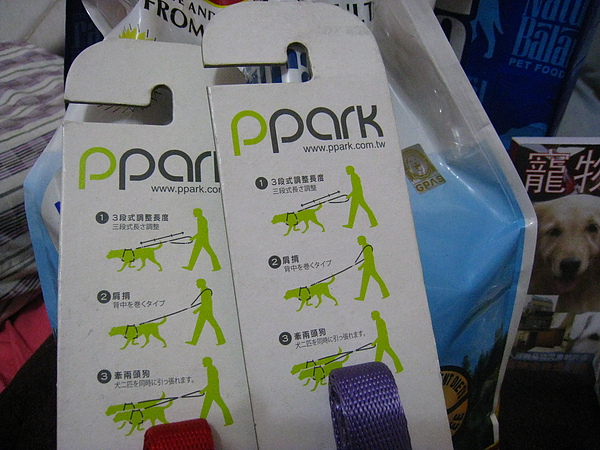 FROM
ULT
Natu
Bala
PET FOOD
GPAS
寵物
ppark
www.ppark.com
1 3段式調整長度
三段式長さ調整
2 肩揹
背中を巻くタイプ
3 牽兩頭狗
犬二匹を同時に引っ張れます。
ppark
www.ppark.com.tw
1 3段式調整長度
三段式長さ調整
2 肩揹
背中を巻くタイプ
3 牽兩頭狗
犬二匹を同時に引っ張れます。